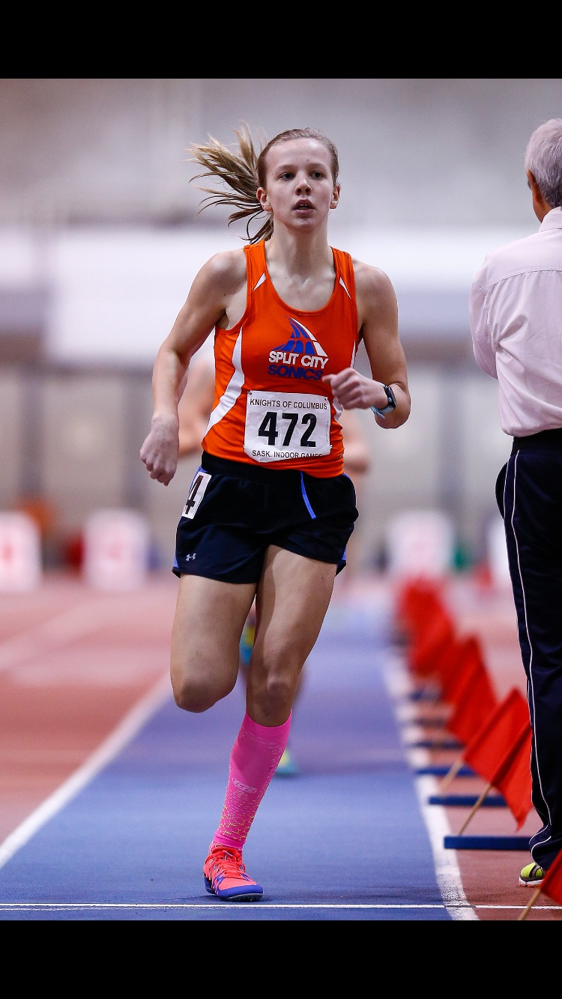 SPLIT CITY
SONICS
KNIGHTS OF COLUMBUS
472
SASK. INDOOR GAMES
4